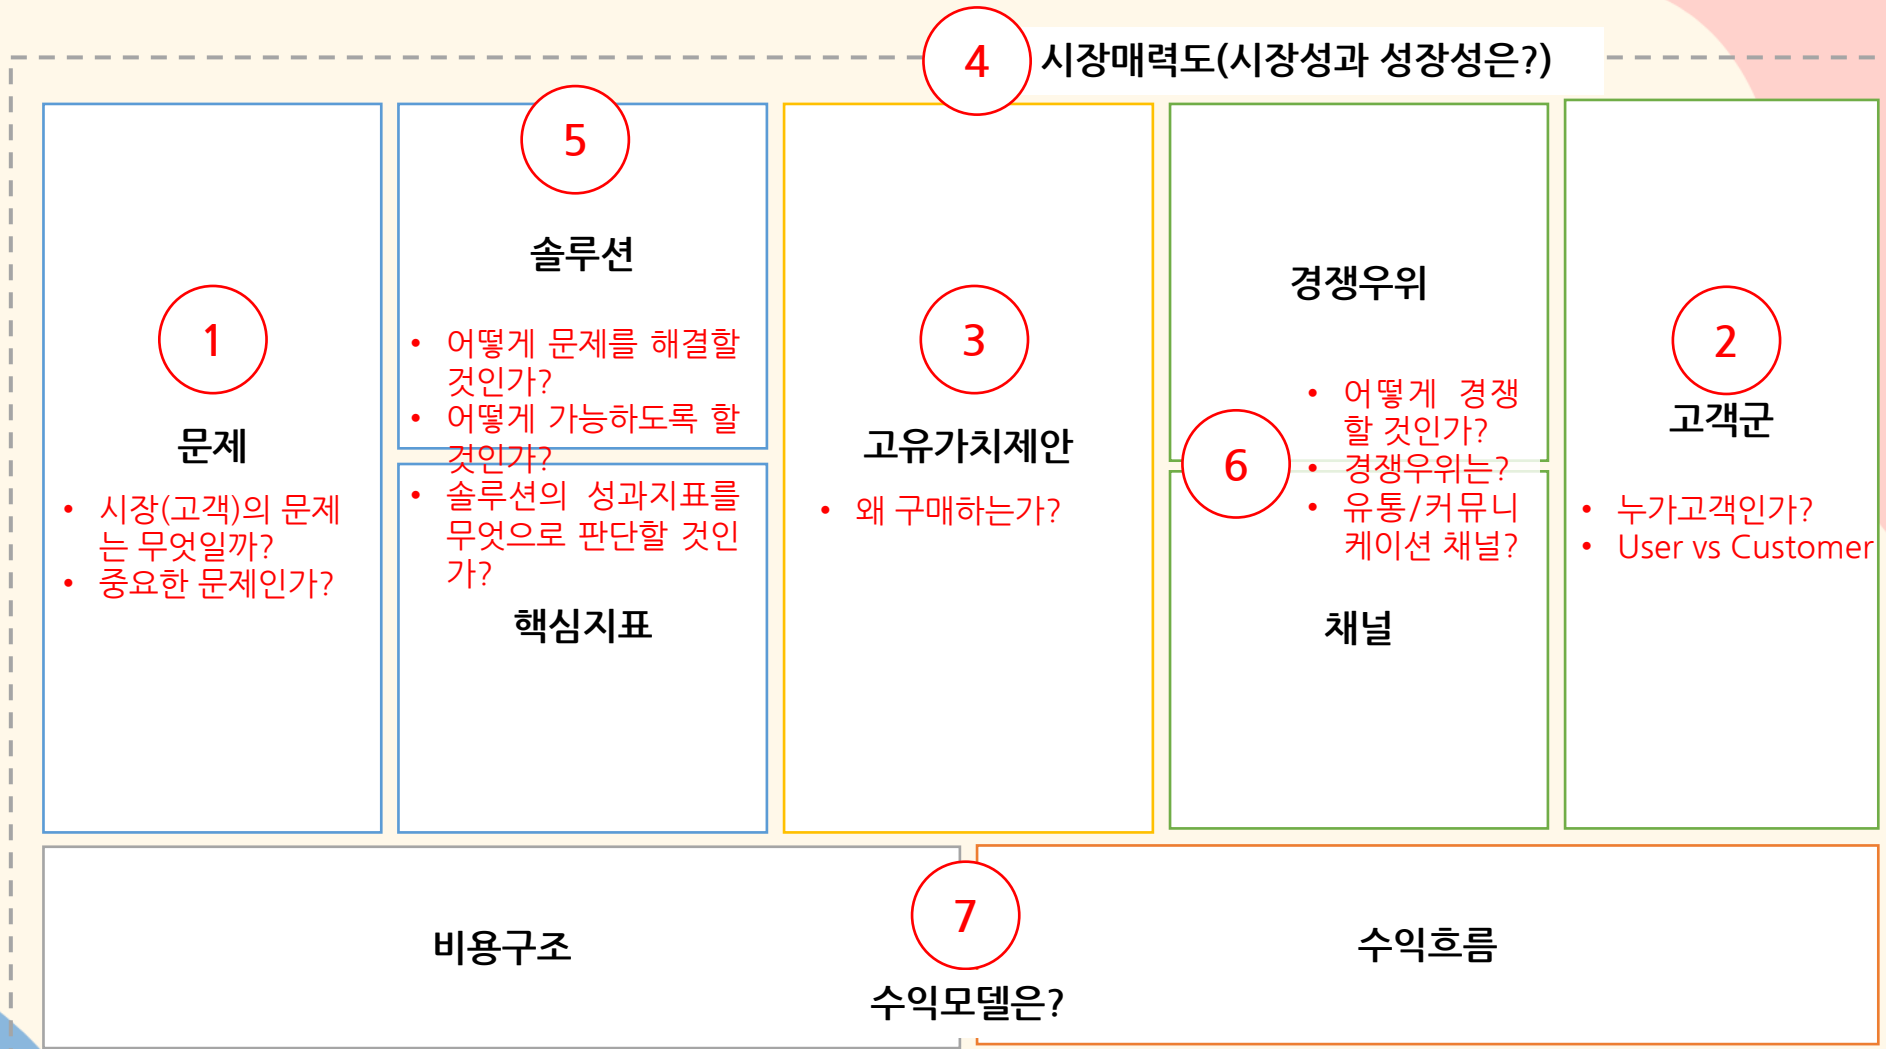 4
시장매력도(시장성과 성장성은?)
1
문제
• 시장(고객)의 문제
는 무엇일까?
• 중요한 문제인가?
5
솔루션
• 어떻게 문제를 해결할
것인가?
• 어떻게 가능하도록 할
것인가?
• 솔루션의 성과지표를
무엇으로 판단할 것인
가?
핵심지표
3
고유가치제안
• 왜 구매하는가?
경쟁우위
6
• 어떻게 경쟁
할 것인가?
• 경쟁우위는?
• 유통/커뮤니
케이션 채널?
채널
2
고객군
• 누가고객인가?
• User vs Customer
비용구조
7
수익모델은?
수익흐름